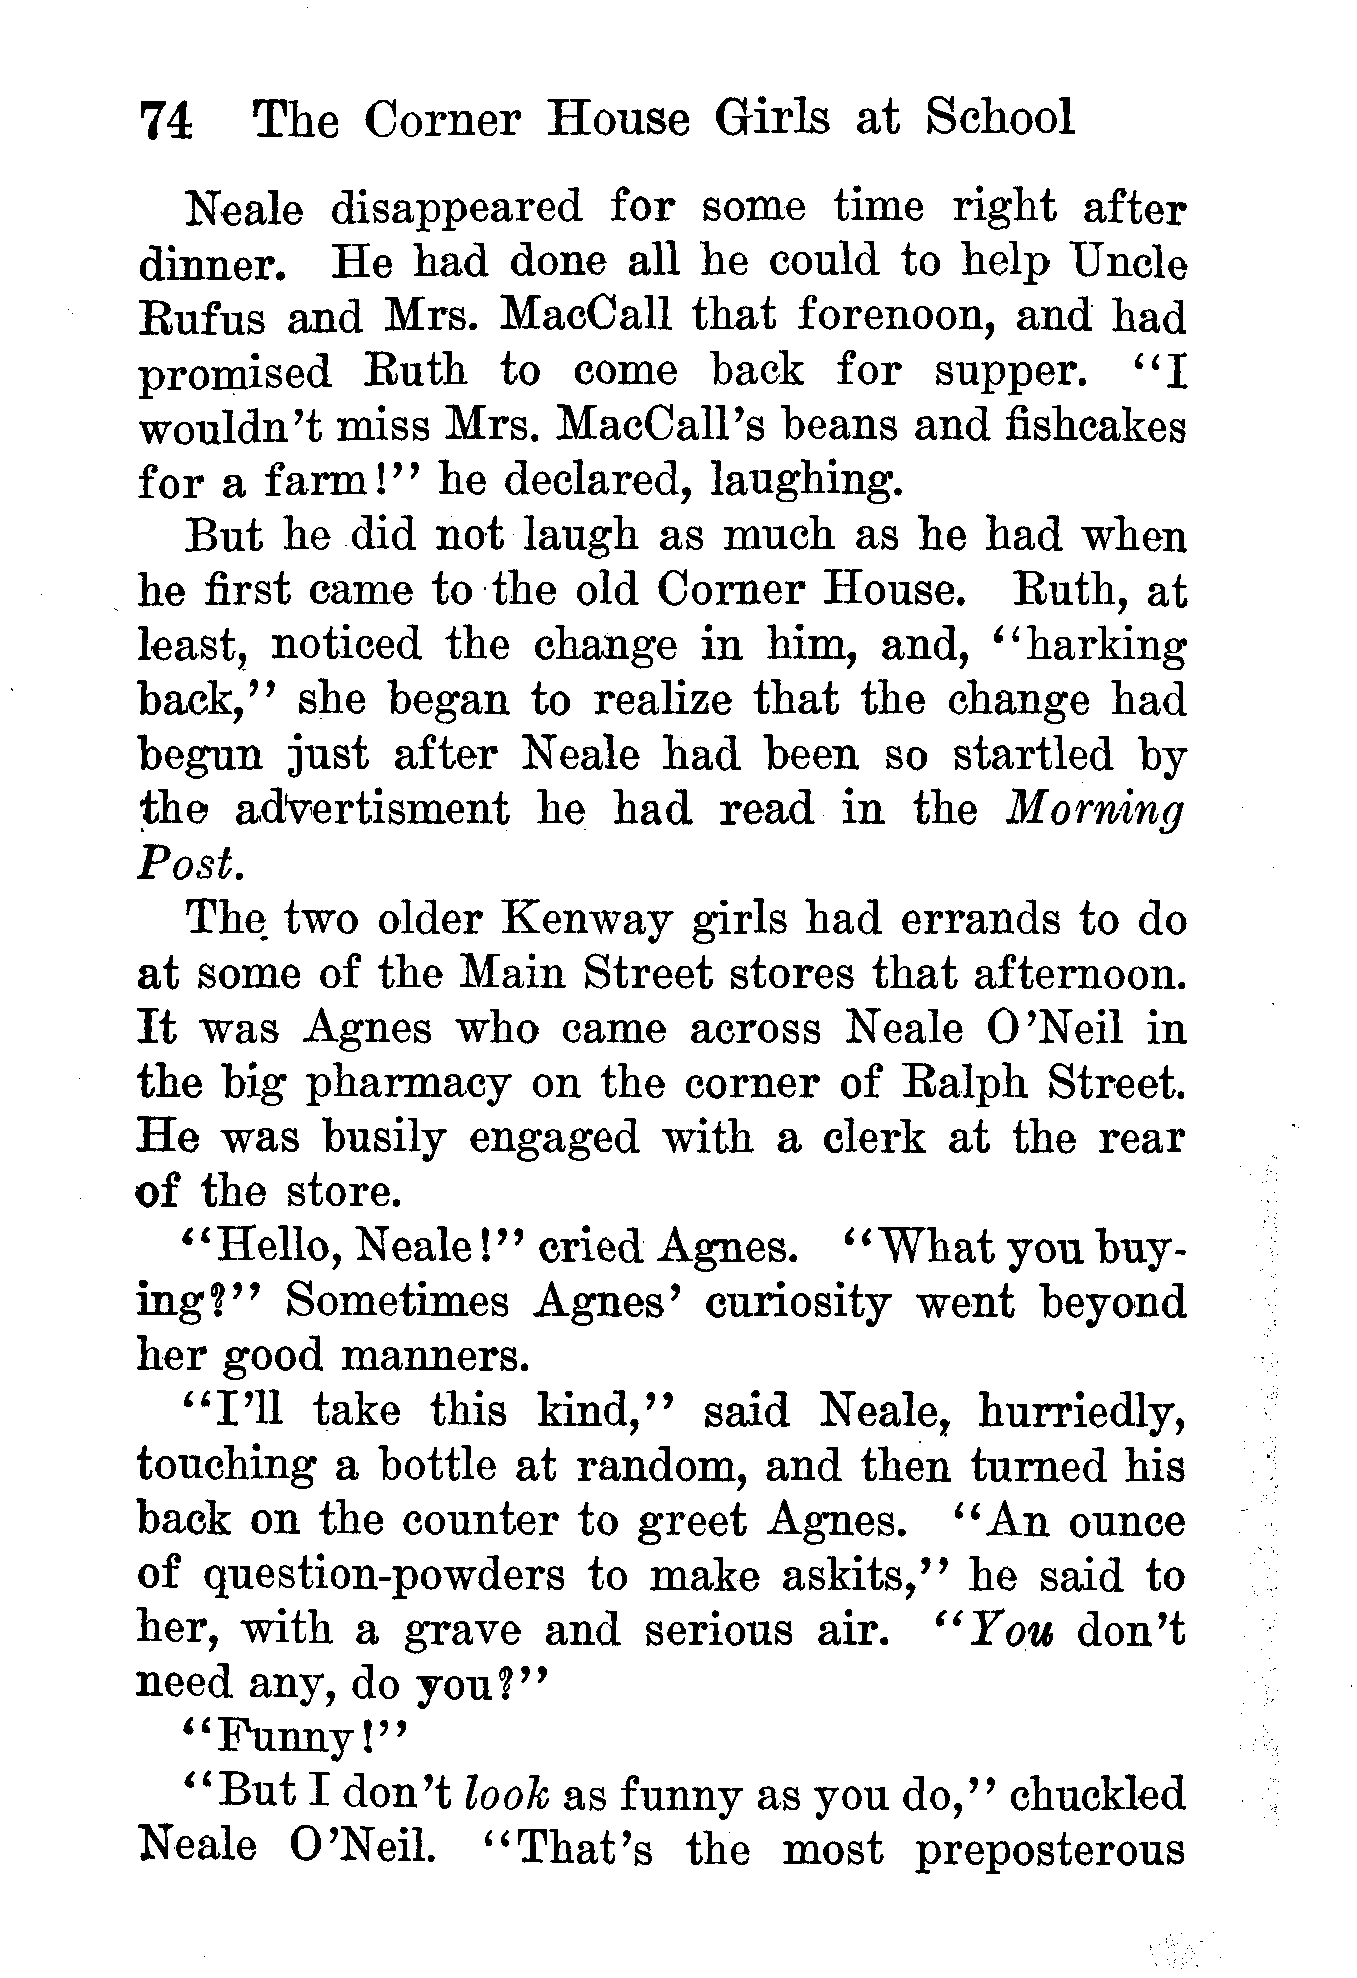 74 The Corner House Girls at School
Neale disappeared for some time right after
dinner. He had done all he could to help Uncle
Rufus and Mrs. MacCall that forenoon, and had
promised Ruth to come back for supper. "I
wouldn't miss Mrs. MacCall's beans and fishcakes
for a farm!" he declared, laughing.
But he did not laugh as much as he had when
he first came to the old Corner House. Ruth, at
least, noticed the change in him, and, "harking
back," she began to realize that the change had
begun just after Neale had been so startled by
the advertisment he had read in the Morning
Post.
The two older Kenway girls had errands to do
at some of the Main Street stores that afternoon.
It was Agnes who came across Neale O'Neil in
the big pharmacy on the corner of Ralph Street.
He was busily engaged with a clerk at the rear
of the store.
"Hello, Neale!" cried Agnes. "What you buy-
ing?" Sometimes Agnes' curiosity went beyond
her good manners.
"I'll take this kind," said Neale, hurriedly,
touching a bottle at random, and then turned his
back on the counter to greet Agnes. "An ounce
of question-powders to make askits," he said to
her, with a grave and serious air. "You don't
need any, do you?"
"Funny!"
"But I don't look as funny as you do," chuckled
Neale O'Neil. "That's the most preposterous